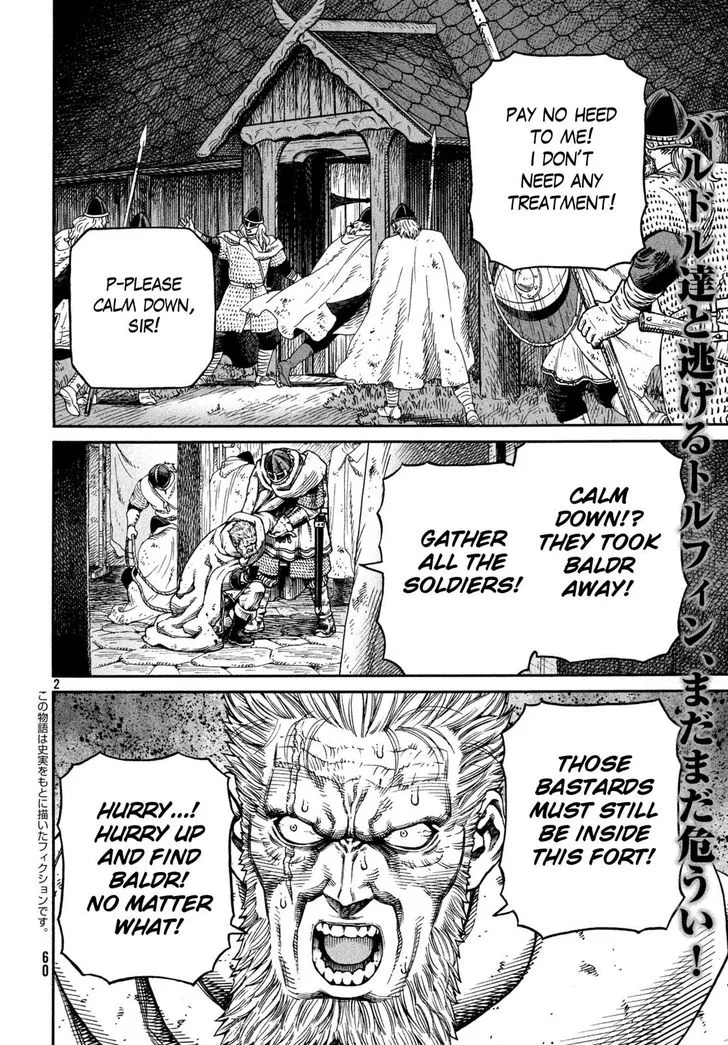 PAY NO HEED
TO ME!
I DON'T
NEED ANY
TREATMENT!
P-PLEASE
CALM DOWN,
SIR!
バルドル達と逃げるトルフィン、まだまだ危うい！
CALM
DOWN!?
THEY TOOK
BALDR
AWAY!
GATHER
ALL THE
SOLDIERS!
2
THOSE
BASTARDS
MUST STILL
BE INSIDE
THIS FORT!
HURRY...!
HURRY UP
AND FIND
BALDR!
NO MATTER
WHAT!
この物語は史実をもとに描いたフィクションです。
60